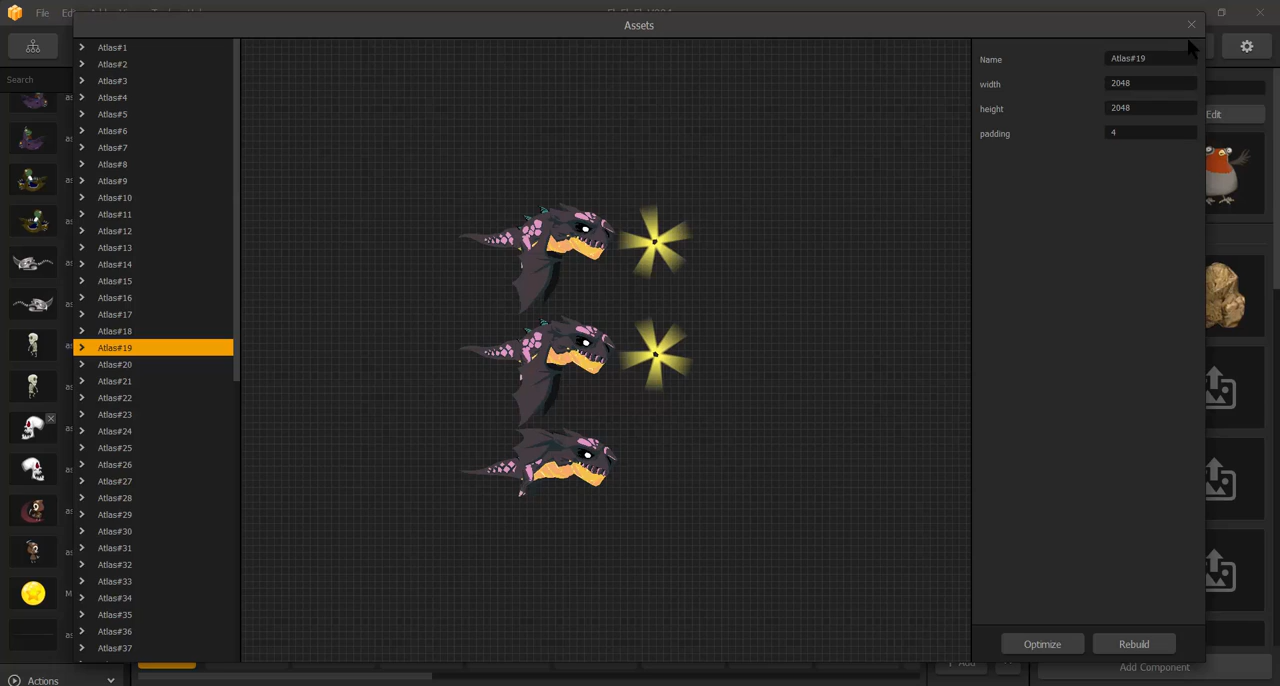 File
Assets
Search
Atlas#1
Atlas#2
Atlas#3
Atlas#4
Atlas#5
Atlas#6
Atlas#7
Atlas#8
Atlas#9
Atlas#10
Atlas#11
Atlas#12
Atlas#13
Atlas#14
Atlas#15
Atlas#16
Atlas#17
Atlas#18
Atlas#19
Atlas#20
Atlas#21
Atlas#22
Atlas#23
Atlas#24
Atlas#25
Atlas#26
Atlas#27
Atlas#28
Atlas#29
Atlas#30
Atlas#31
Atlas#32
Atlas#33
Atlas#34
Atlas#35
Atlas#36
Atlas#37
Name Atlas#19
width 2048
height 2048
padding 4
Edit
Optimize Rebuild
Add Component
Actions